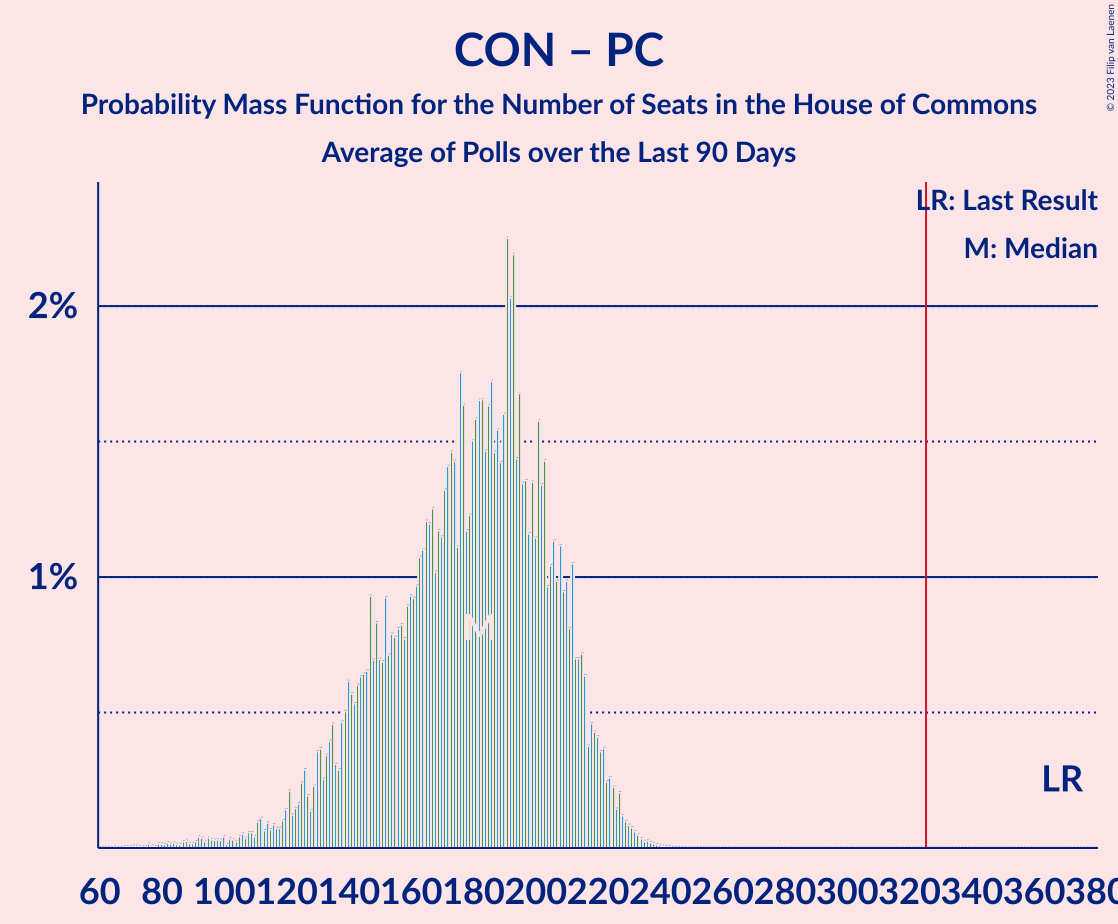 CON – PC
Probability Mass Function for the Number of Seats in the House of Commons
Average of Polls over the Last 90 Days
© 2023 Filip van Laenen
LR: Last Result
M: Median
2%
1%
M
LR
60 80 100 120 140 160 180 200 220 240 260 280 300 320 340 360 380